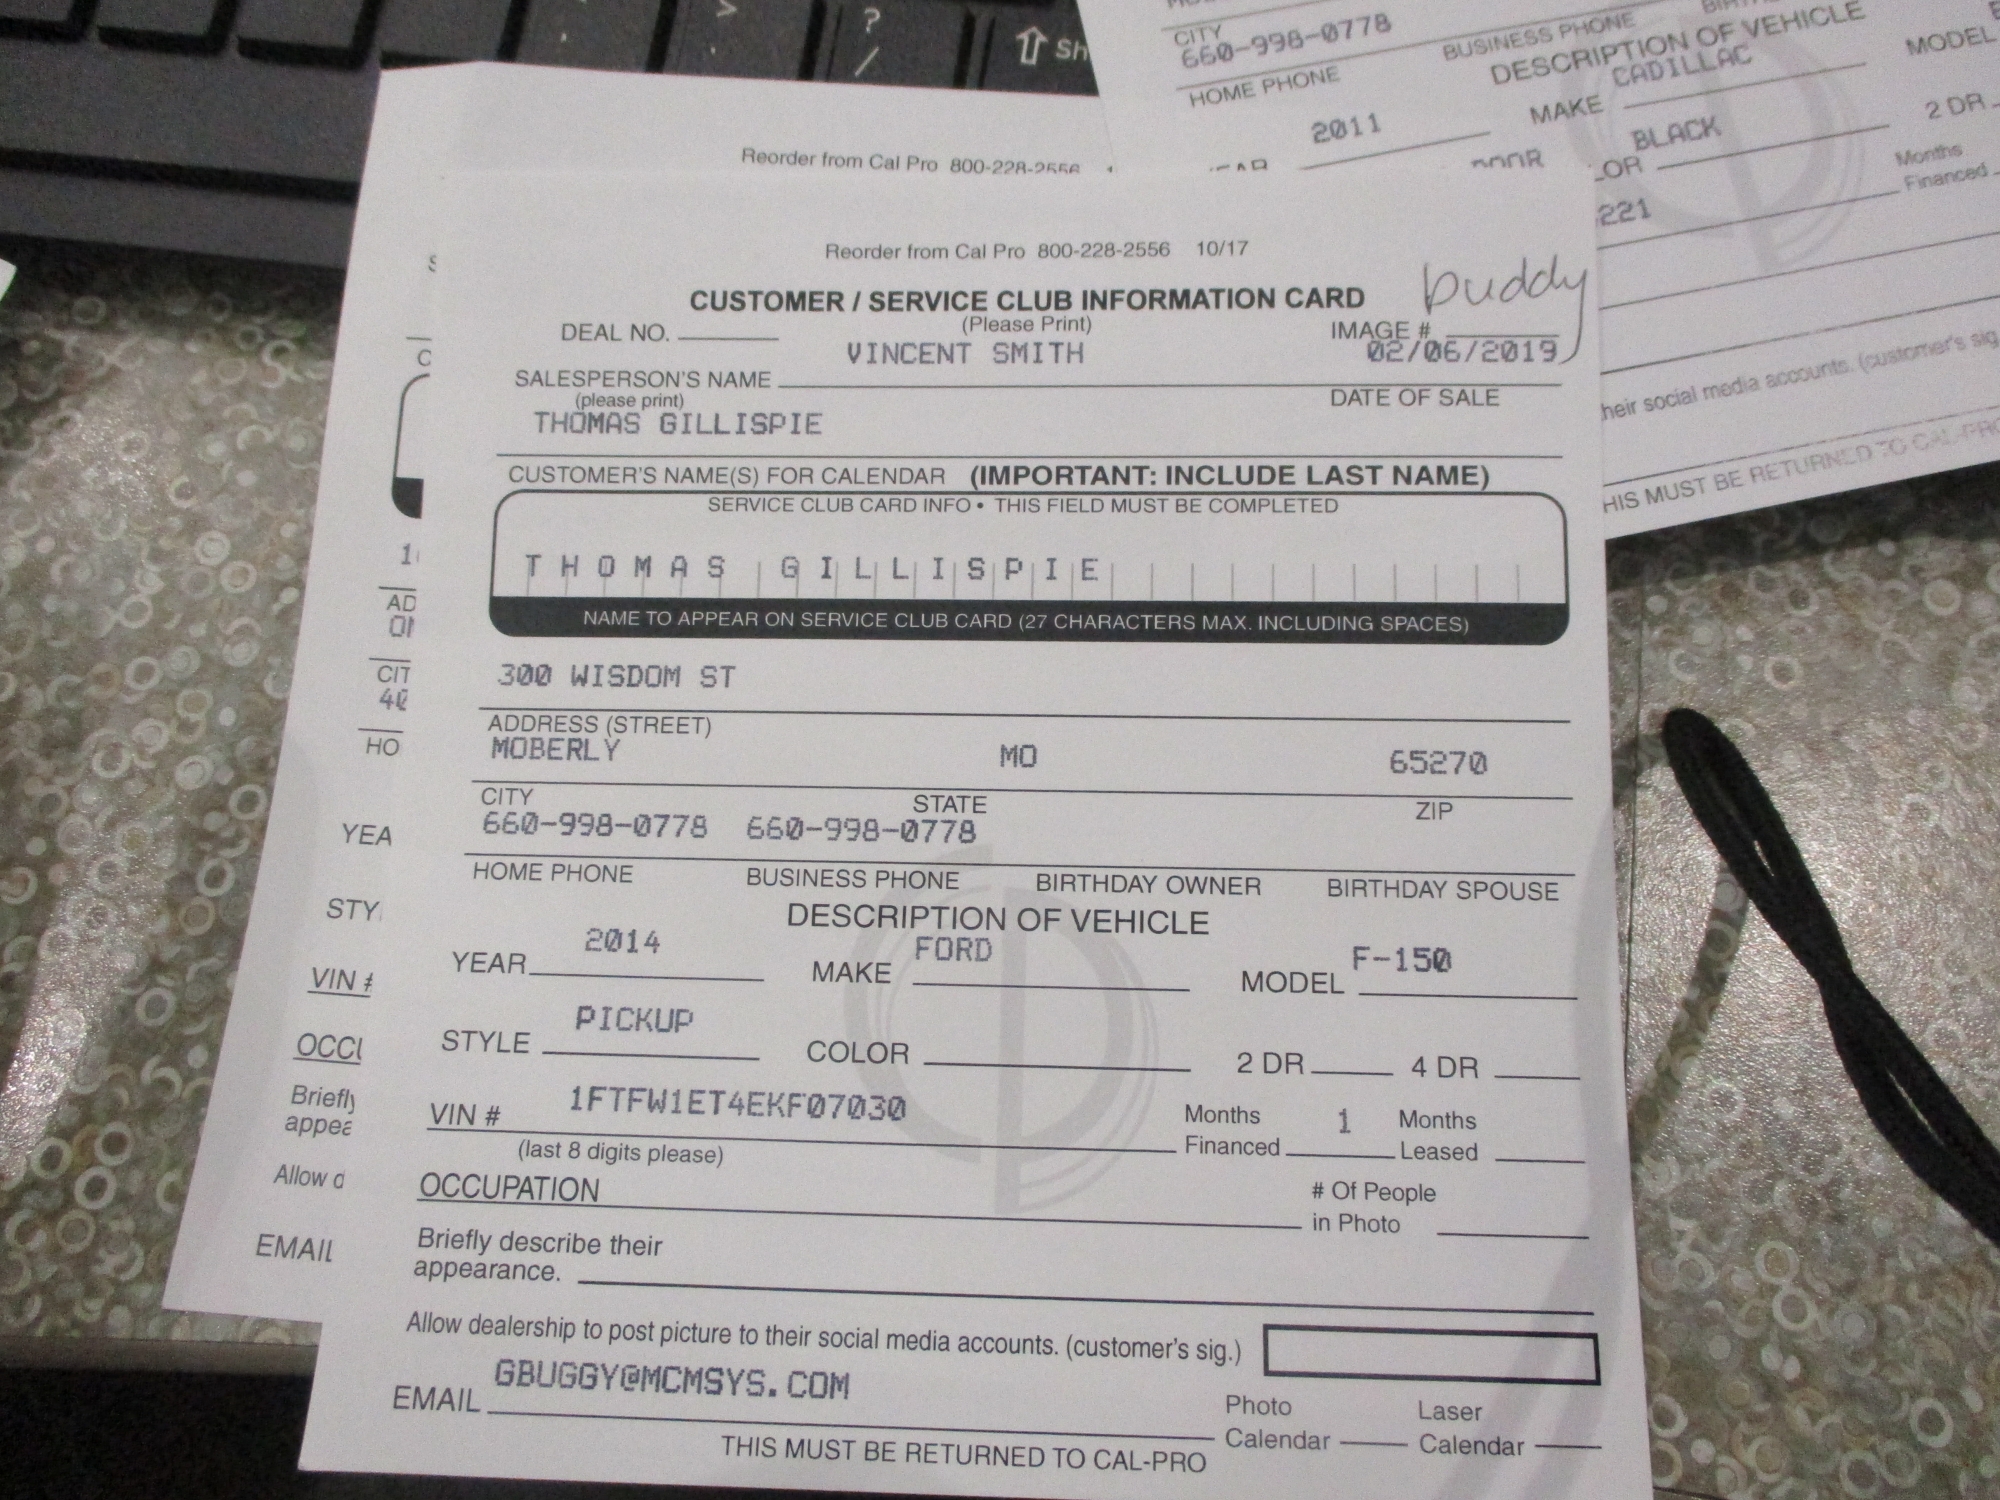 ?
/
⇧ Sh
CITY
660-998-0778
HOME PHONE
BUSINESS PHONE
DESCRIPTION OF VEHICLE
CADILLAC
MAKE
MODEL
2011
BLACK
2 DR
LOR
Months
Financed
221
heir social media accounts. (customer's sig.
HIS MUST BE RETURNED TO CAL-PRO
Reorder from Cal Pro 800-228-2556
AD
CIT
HO
YEA
STY
VIN #
OCCU
Briefly
appea
Allow d
EMAIL
Reorder from Cal Pro 800-228-2556 10/17
buddy
CUSTOMER / SERVICE CLUB INFORMATION CARD
(Please Print)
DEAL NO.
IMAGE #
VINCENT SMITH
02/06/2019
SALESPERSON'S NAME
(please print)
DATE OF SALE
THOMAS GILLISPIE
CUSTOMER'S NAME(S) FOR CALENDAR (IMPORTANT: INCLUDE LAST NAME)
SERVICE CLUB CARD INFO • THIS FIELD MUST BE COMPLETED
THOMAS GILLISPIE
NAME TO APPEAR ON SERVICE CLUB CARD (27 CHARACTERS MAX. INCLUDING SPACES)
300 WISDOM ST
ADDRESS (STREET)
MOBERLY MO 65270
CITY STATE ZIP
660-998-0778 660-998-0778
HOME PHONE BUSINESS PHONE BIRTHDAY OWNER BIRTHDAY SPOUSE
DESCRIPTION OF VEHICLE
YEAR 2014 MAKE FORD MODEL F-150
STYLE PICKUP COLOR 2 DR 4 DR
VIN # 1FTFW1ET4EKF07030
(last 8 digits please)
Months Financed 1 Months Leased
OCCUPATION
# Of People
in Photo
Briefly describe their
appearance.
Allow dealership to post picture to their social media accounts. (customer's sig.)
EMAIL GBUGGY@MCMSYS.COM
Photo Calendar Laser Calendar
THIS MUST BE RETURNED TO CAL-PRO